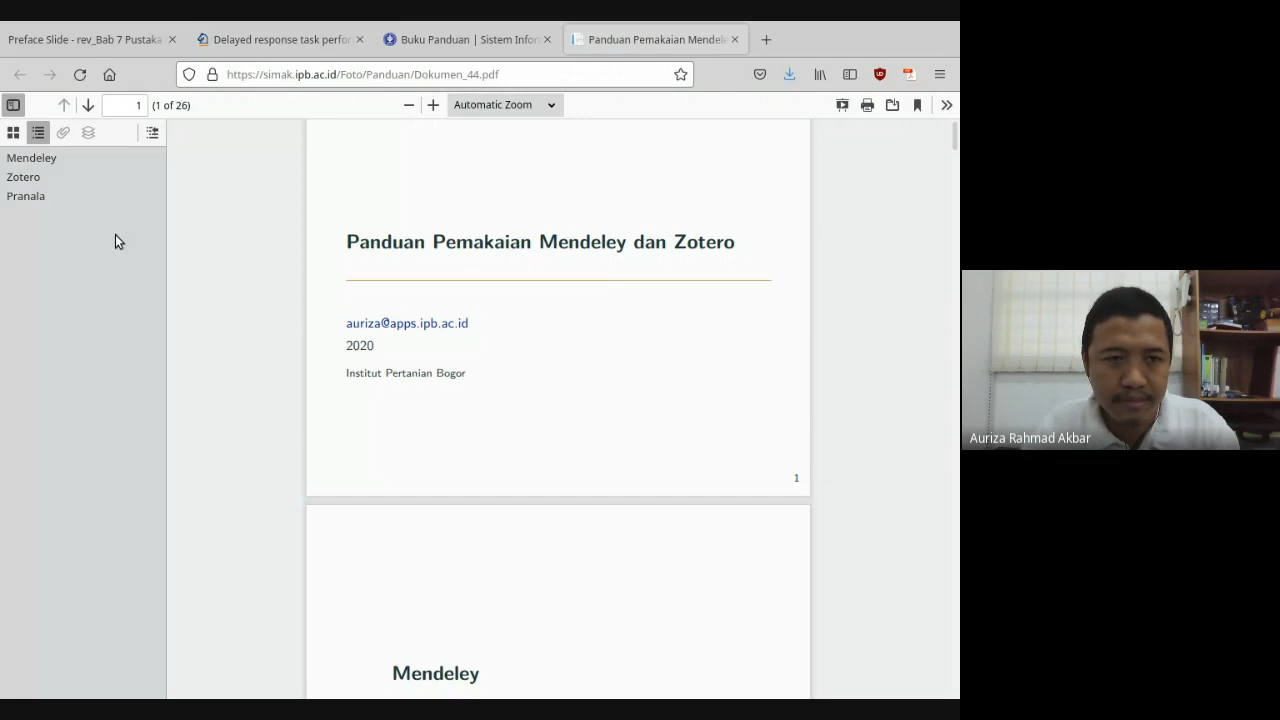 Preface Slide - rev_Bab 7 Pustaka
Delayed response task perfor
Buku Panduan | Sistem Infor
Panduan Pemakaian Mendele
https://simak.ipb.ac.id/Foto/Panduan/Dokumen_44.pdf
1 (1 of 26)
Automatic Zoom
Mendeley
Zotero
Pranala
Panduan Pemakaian Mendeley dan Zotero
auriza@apps.ipb.ac.id
2020
Institut Pertanian Bogor
1
Mendeley
Auriza Rahmad Akbar